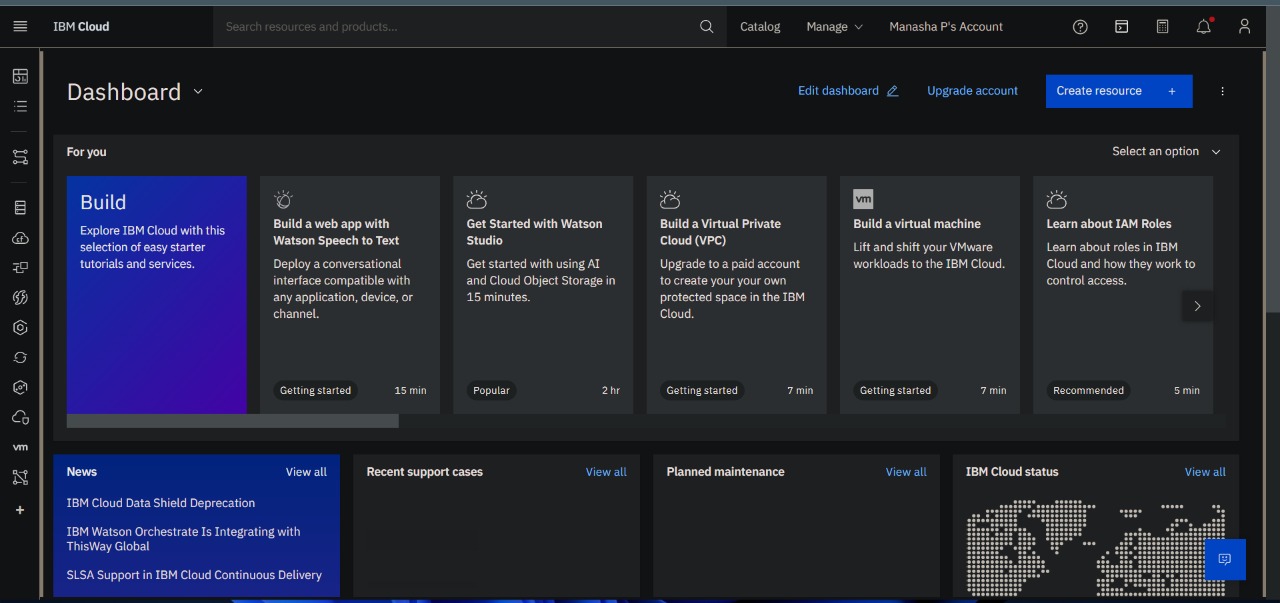 IBM Cloud
Search resources and products...
Catalog
Manage
Manasha P's Account
Dashboard
Edit dashboard
Upgrade account
Create resource +
For you
Select an option
Build
Explore IBM Cloud with this
selection of easy starter
tutorials and services.
Build a web app with
Watson Speech to Text
Deploy a conversational
interface compatible with
any application, device, or
channel.
Getting started
15 min
Get Started with Watson
Studio
Get started with using AI
and Cloud Object Storage in
15 minutes.
Popular
2 hr
Build a Virtual Private
Cloud (VPC)
Upgrade to a paid account
to create your your own
protected space in the IBM
Cloud.
Getting started
7 min
vm
Build a virtual machine
Lift and shift your VMware
workloads to the IBM Cloud.
Getting started
7 min
Learn about IAM Roles
Learn about roles in IBM
Cloud and how they work to
control access.
Recommended
5 min
vm
News
View all
IBM Cloud Data Shield Deprecation
IBM Watson Orchestrate Is Integrating with
ThisWay Global
SLSA Support in IBM Cloud Continuous Delivery
Recent support cases
View all
Planned maintenance
View all
IBM Cloud status
View all